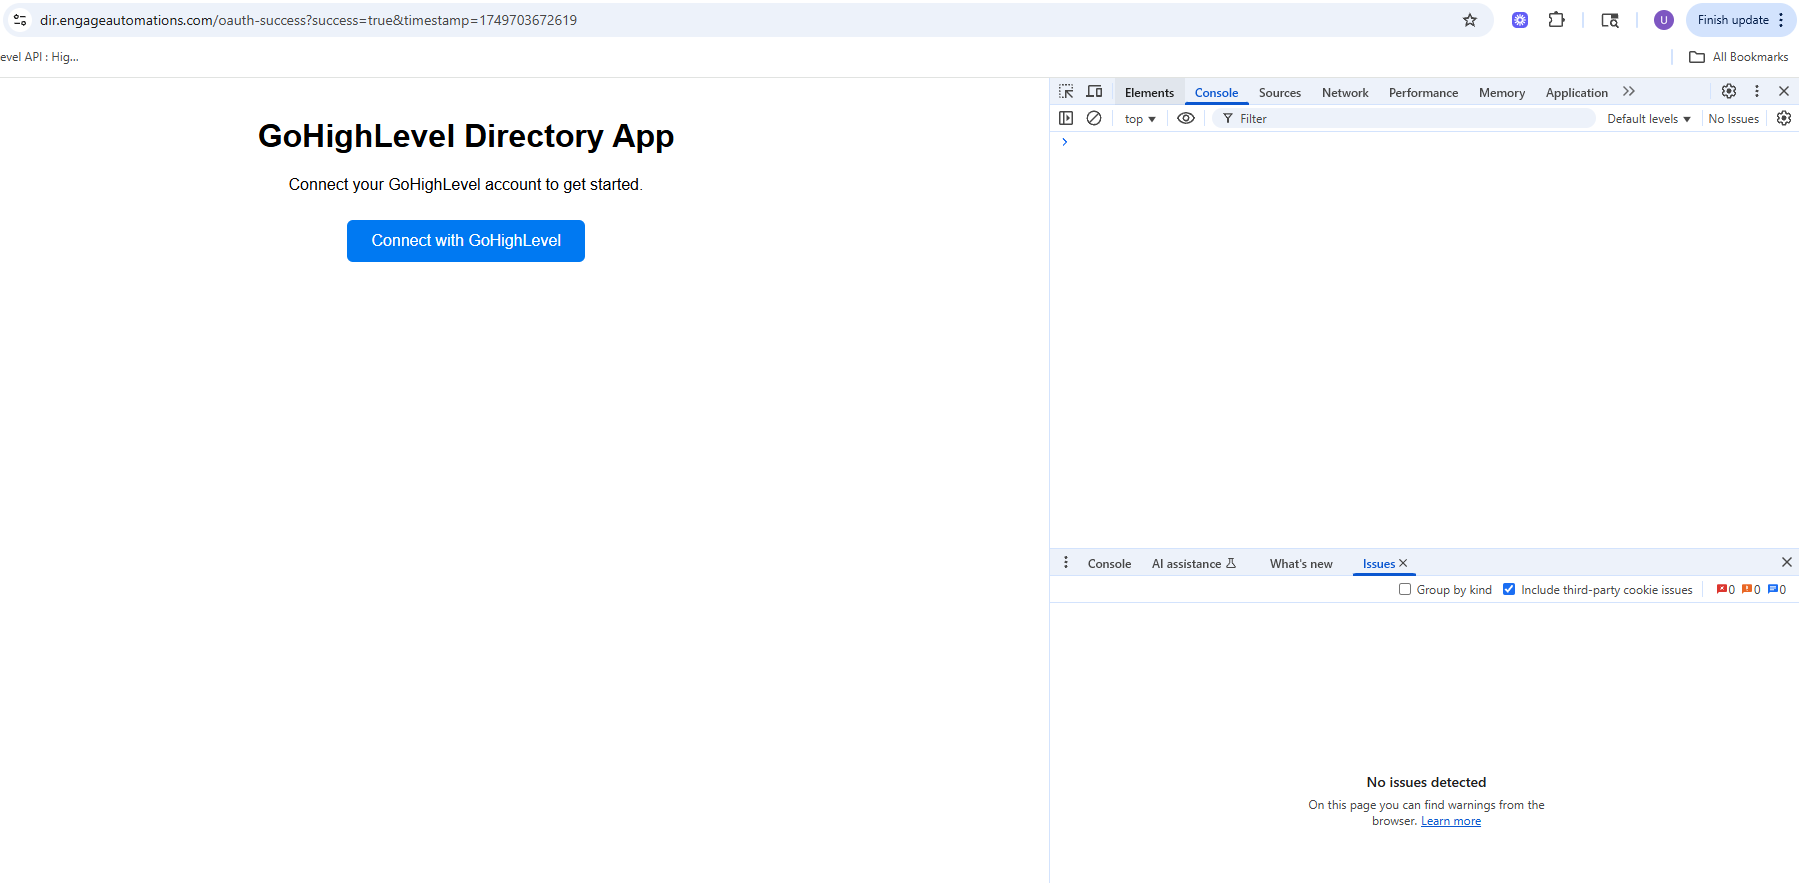 dir.engageautomations.com/oauth-success?success=true&timestamp=1749703672619
U
Finish update
evel API : Hig...
All Bookmarks
GoHighLevel Directory App
Connect your GoHighLevel account to get started.
Connect with GoHighLevel
Elements Console Sources Network Performance Memory Application
top Filter Default levels No Issues
Console AI assistance What's new Issues
Group by kind Include third-party cookie issues 0 0 0
No issues detected
On this page you can find warnings from the
browser. Learn more